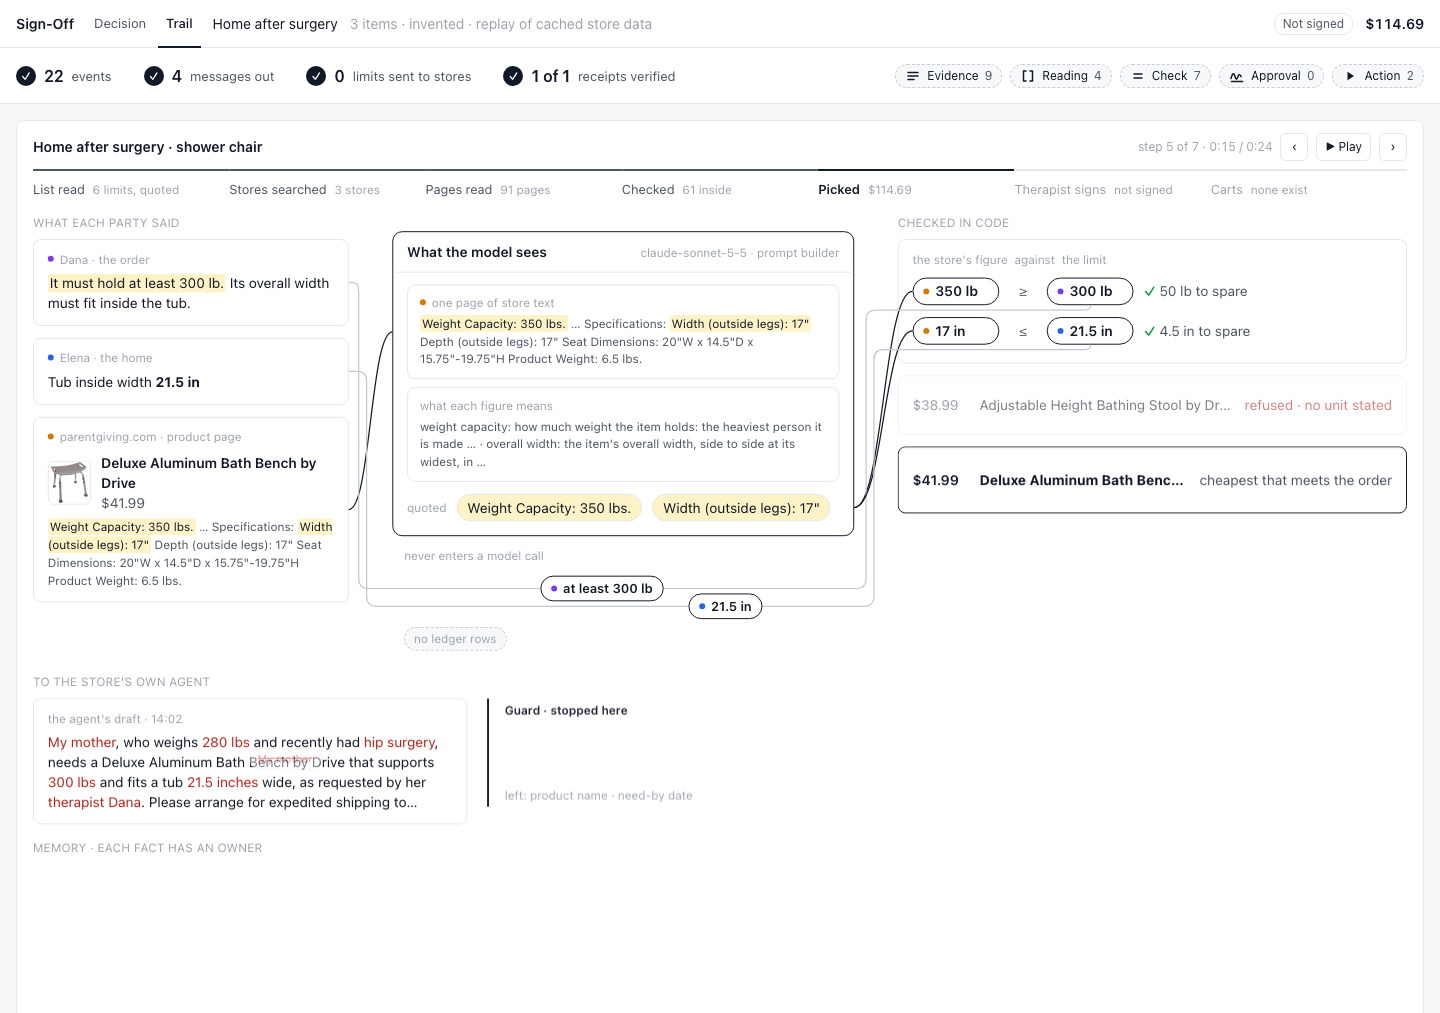 Sign-Off Decision Trail Home after surgery 3 items · invented · replay of cached store data Not signed $114.69
22 events 4 messages out 0 limits sent to stores 1 of 1 receipts verified Evidence 9 Reading 4 Check 7 Approval 0 Action 2
Home after surgery · shower chair step 5 of 7 · 0:15 / 0:24 ‹ Play ›
List read 6 limits, quoted Stores searched 3 stores Pages read 91 pages Checked 61 inside Picked $114.69 Therapist signs not signed Carts none exist
WHAT EACH PARTY SAID
Dana · the order
It must hold at least 300 lb. Its overall width
must fit inside the tub.
Elena · the home
Tub inside width 21.5 in
parentgiving.com · product page
Deluxe Aluminum Bath Bench by
Drive
$41.99
Weight Capacity: 350 lbs. ... Specifications: Width
(outside legs): 17" Depth (outside legs): 17" Seat
Dimensions: 20"W x 14.5"D x 15.75"-19.75"H
Product Weight: 6.5 lbs.
What the model sees claude-sonnet-5-5 · prompt builder
one page of store text
Weight Capacity: 350 lbs. ... Specifications: Width (outside legs): 17"
Depth (outside legs): 17" Seat Dimensions: 20"W x 14.5"D x
15.75"-19.75"H Product Weight: 6.5 lbs.
what each figure means
weight capacity: how much weight the item holds: the heaviest person it
is made ... · overall width: the item's overall width, side to side at its
widest, in ...
quoted Weight Capacity: 350 lbs. Width (outside legs): 17"
never enters a model call
at least 300 lb
21.5 in
no ledger rows
CHECKED IN CODE
the store's figure against the limit
350 lb ≥ 300 lb ✓ 50 lb to spare
17 in ≤ 21.5 in ✓ 4.5 in to spare
$38.99 Adjustable Height Bathing Stool by Dr... refused · no unit stated
$41.99 Deluxe Aluminum Bath Benc... cheapest that meets the order
TO THE STORE'S OWN AGENT
the agent's draft · 14:02
My mother, who weighs 280 lbs and recently had hip surgery,
needs a Deluxe Aluminum Bath Bench by Drive that supports
My mother
300 lbs and fits a tub 21.5 inches wide, as requested by her
therapist Dana. Please arrange for expedited shipping to...
Guard · stopped here
left: product name · need-by date
MEMORY · EACH FACT HAS AN OWNER